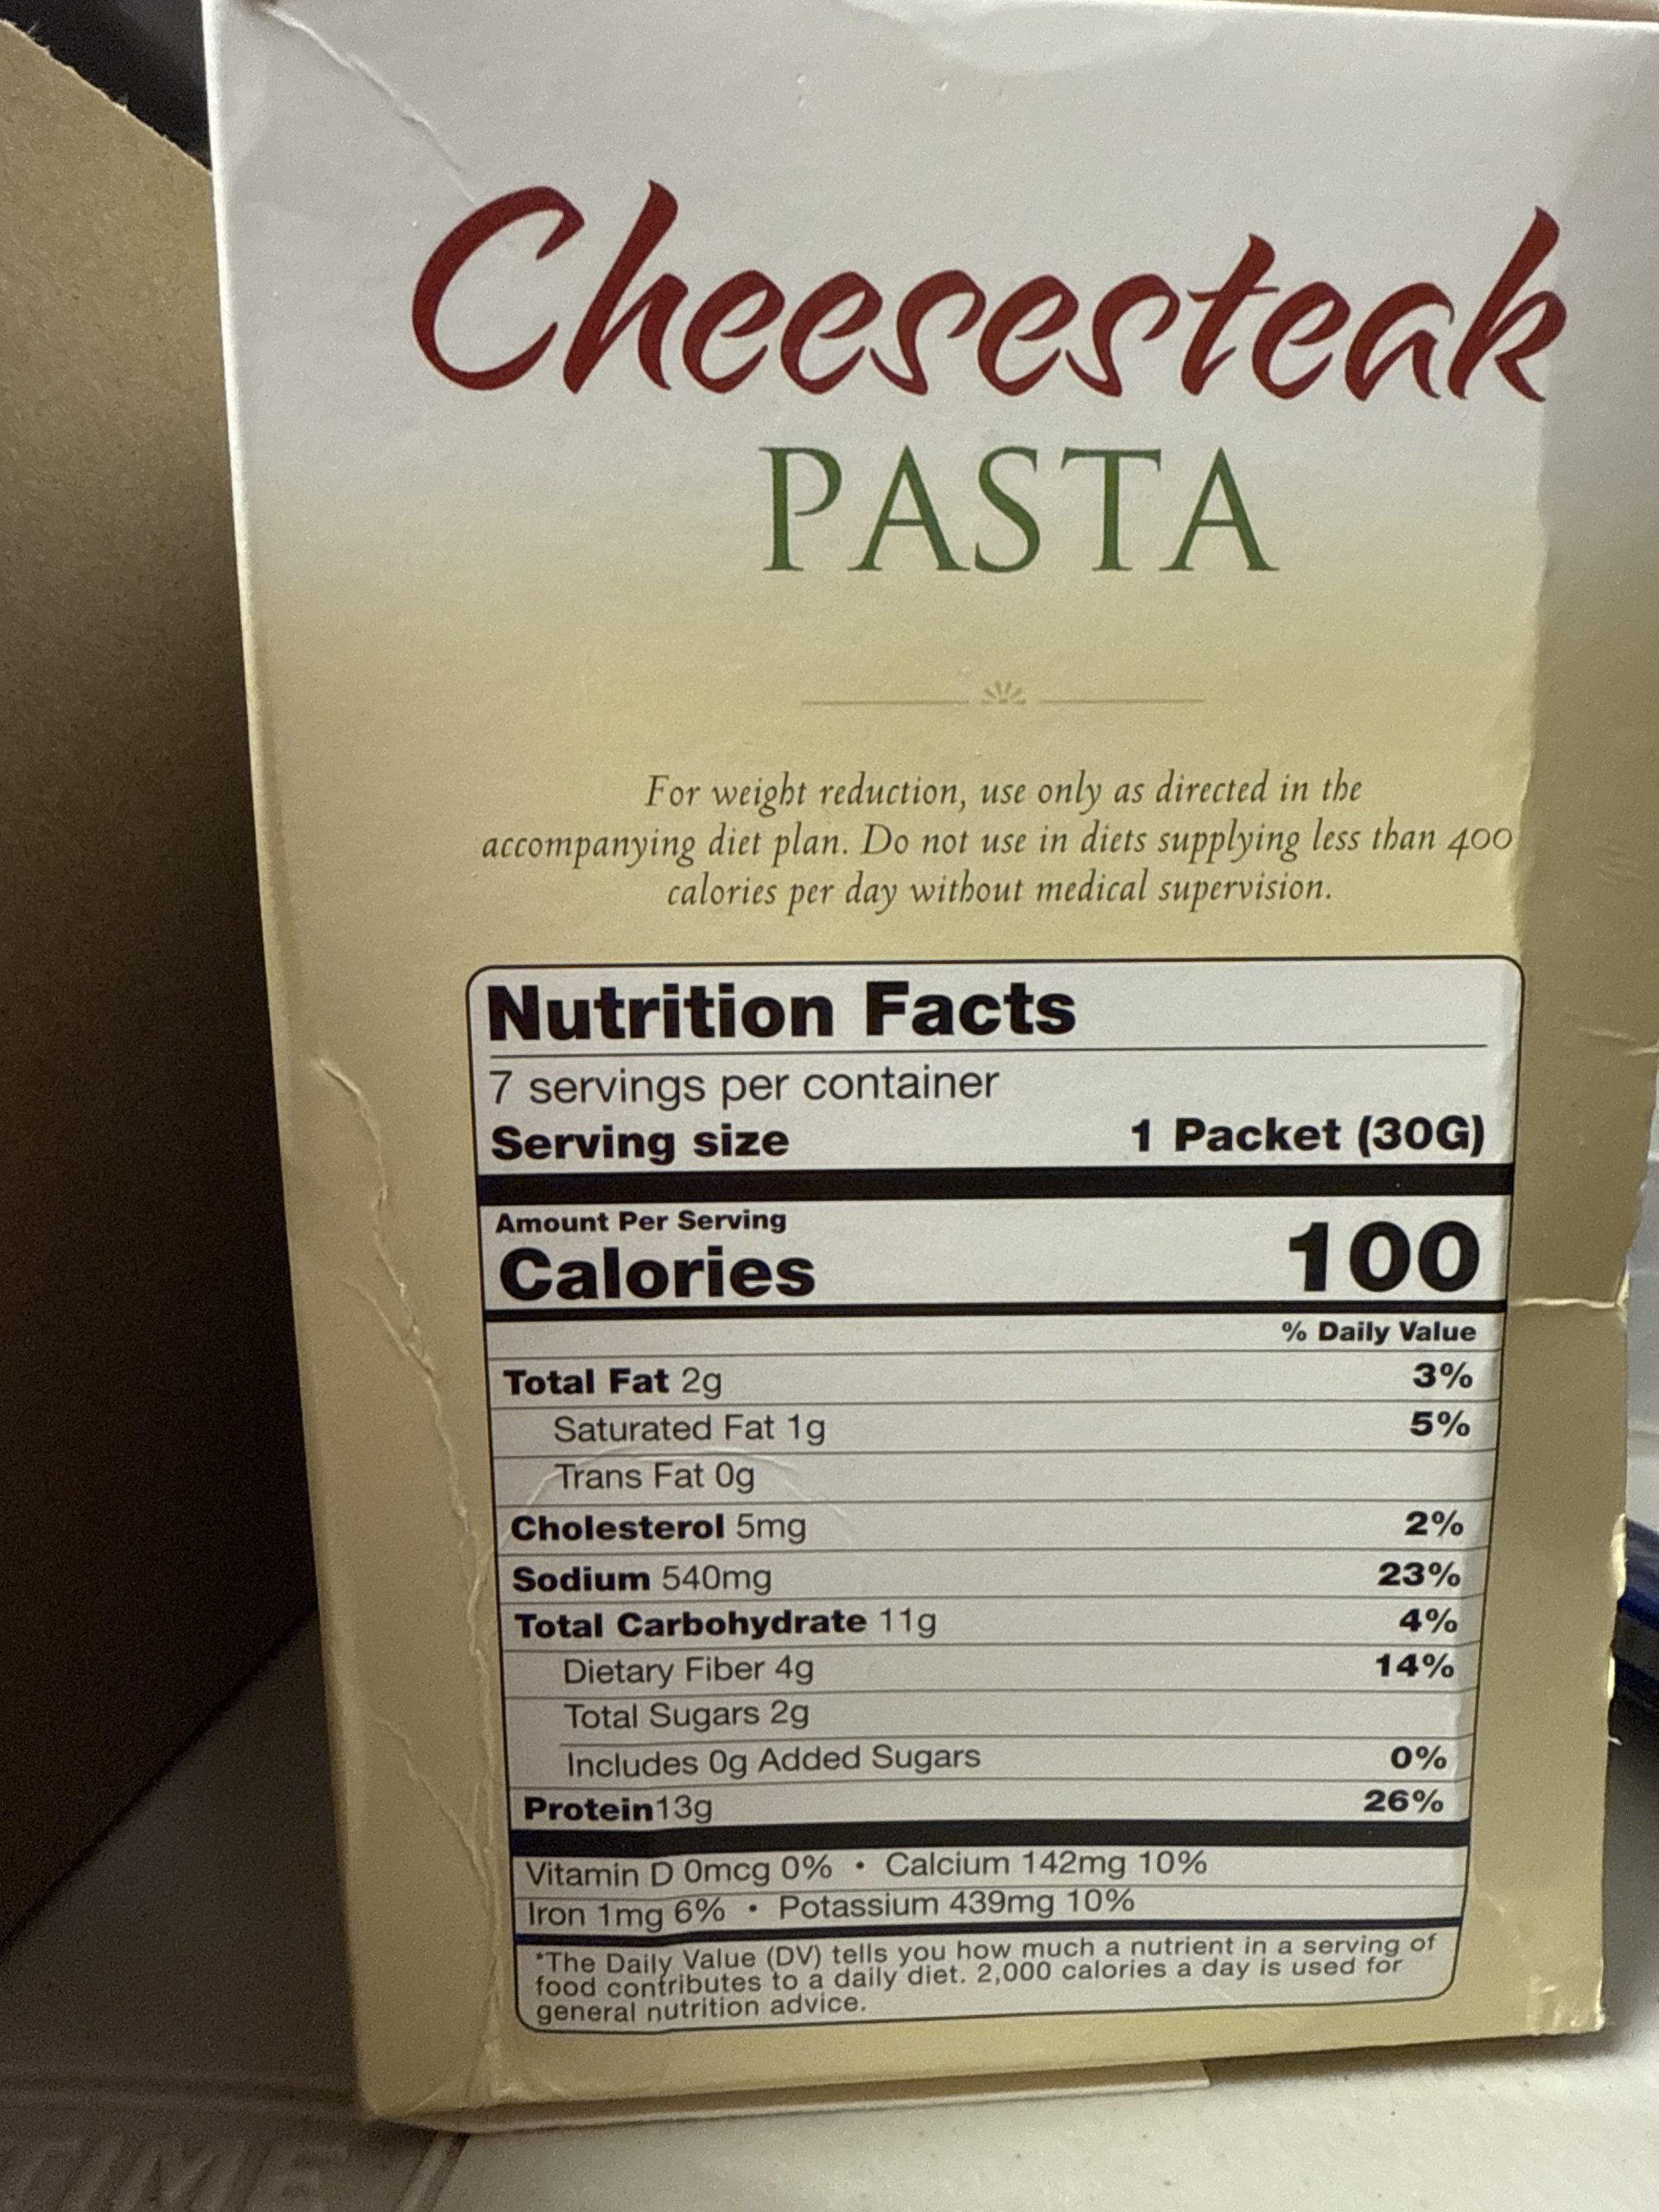 Cheesesteak
PASTA
For weight reduction, use only as directed in the
accompanying diet plan. Do not use in diets supplying less than 400
calories per day without medical supervision.
Nutrition Facts
7 servings per container
Serving size 1 Packet (30G)
Amount Per Serving
Calories 100
% Daily Value
Total Fat 2g 3%
Saturated Fat 1g 5%
Trans Fat 0g
Cholesterol 5mg 2%
Sodium 540mg 23%
Total Carbohydrate 11g 4%
Dietary Fiber 4g 14%
Total Sugars 2g
Includes 0g Added Sugars 0%
Protein13g 26%
Vitamin D 0mcg 0% • Calcium 142mg 10%
Iron 1mg 6% • Potassium 439mg 10%
*The Daily Value (DV) tells you how much a nutrient in a serving of
food contributes to a daily diet. 2,000 calories a day is used for
general nutrition advice.